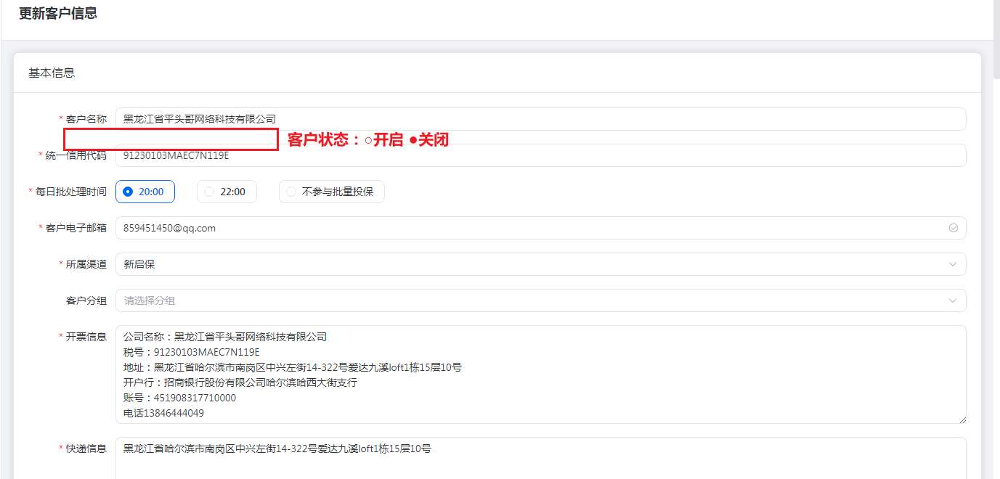 更新客户信息
基本信息
* 客户名称 黑龙江省平头哥网络科技有限公司
客户状态：○开启 ●关闭
* 统一信用代码 91230103MAEC7N119E
* 每日批处理时间 20:00 22:00 不参与批量投保
* 客户电子邮箱 859451450@qq.com
* 所属渠道 新启保
客户分组 请选择分组
* 开票信息 公司名称：黑龙江省平头哥网络科技有限公司
税号：91230103MAEC7N119E
地址：黑龙江省哈尔滨市南岗区中兴左街14-322号爱达九溪loft1栋15层10号
开户行：招商银行股份有限公司哈尔滨哈西大街支行
账号：451908317710000
电话13846444049
* 快递信息 黑龙江省哈尔滨市南岗区中兴左街14-322号爱达九溪loft1栋15层10号